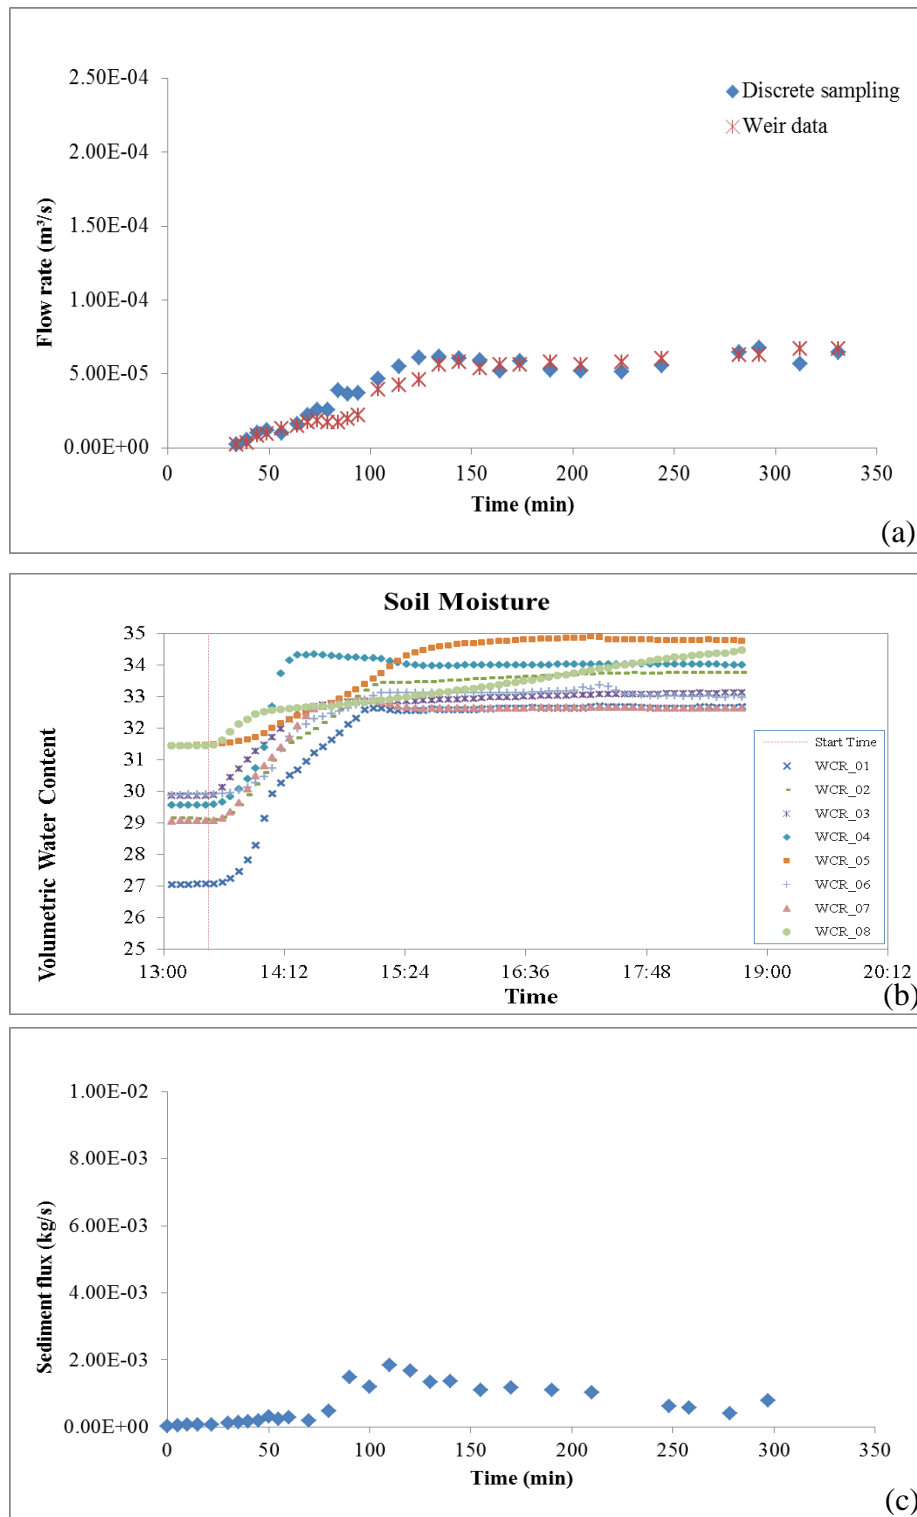 2.50E-04
2.00E-04
1.50E-04
1.00E-04
5.00E-05
0.00E+00
Flow rate (m³/s)
Discrete sampling
Weir data
0 50 100 150 200 250 300 350
Time (min)
(a)
Soil Moisture
35
34
33
32
31
30
29
28
27
26
25
Volumetric Water Content
Start Time
WCR_01
WCR_02
WCR_03
WCR_04
WCR_05
WCR_06
WCR_07
WCR_08
13:00 14:12 15:24 16:36 17:48 19:00 20:12
Time
(b)
1.00E-02
8.00E-03
6.00E-03
4.00E-03
2.00E-03
0.00E+00
Sediment flux (kg/s)
0 50 100 150 200 250 300 350
Time (min)
(c)